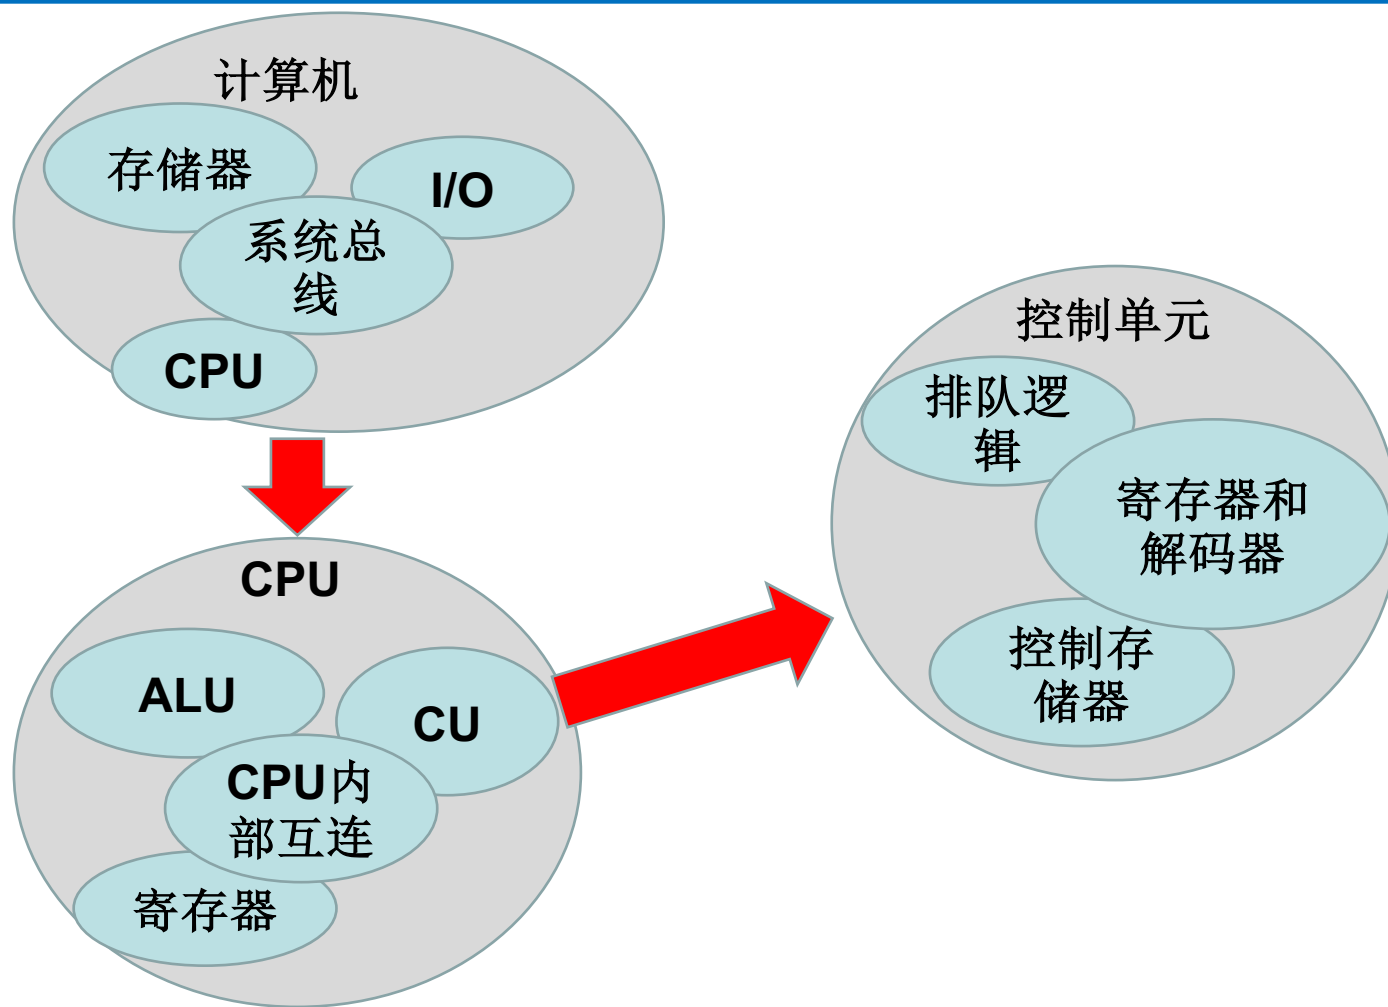 计算机
存储器
I/O
系统总
线
CPU
CPU
ALU
CU
CPU内
部互连
寄存器
控制单元
排队逻
辑
寄存器和
解码器
控制存
储器